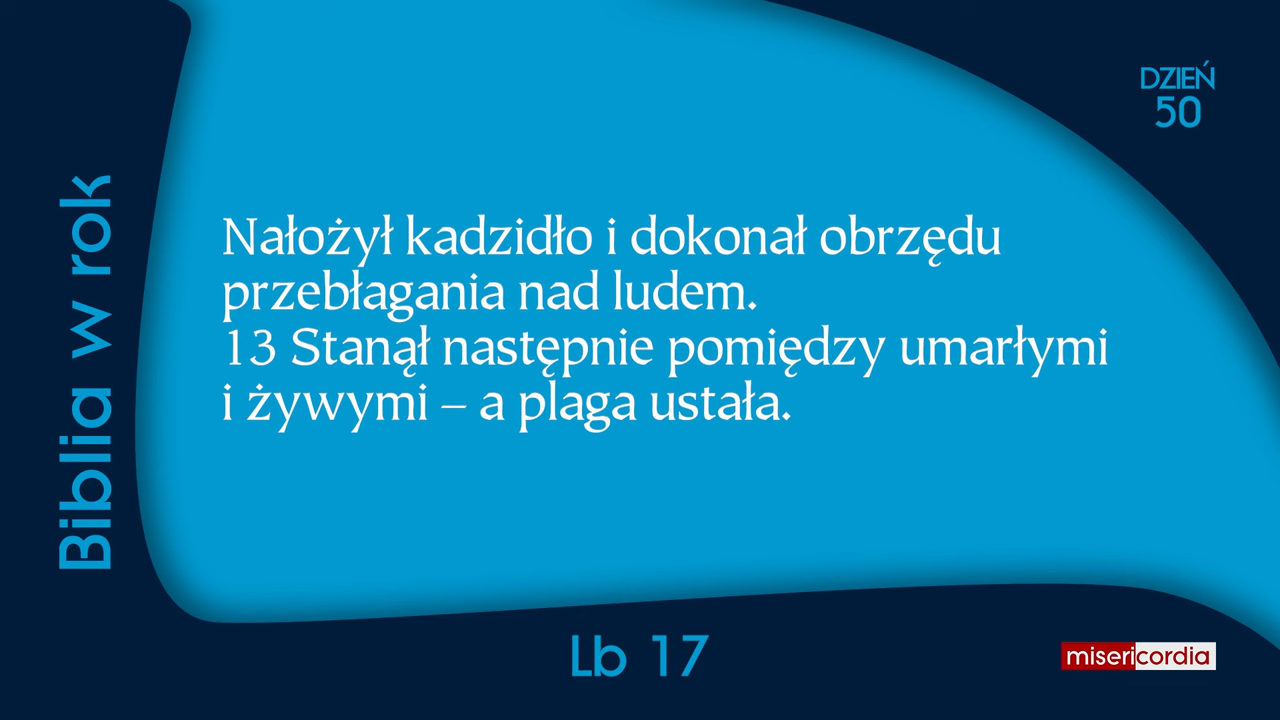 DZIEŃ
50
Biblia w rok
Nałożył kadzidło i dokonał obrzędu
przebłagania nad ludem.
13 Stanął następnie pomiędzy umarłymi
i żywymi – a plaga ustała.
Lb 17
misericordia